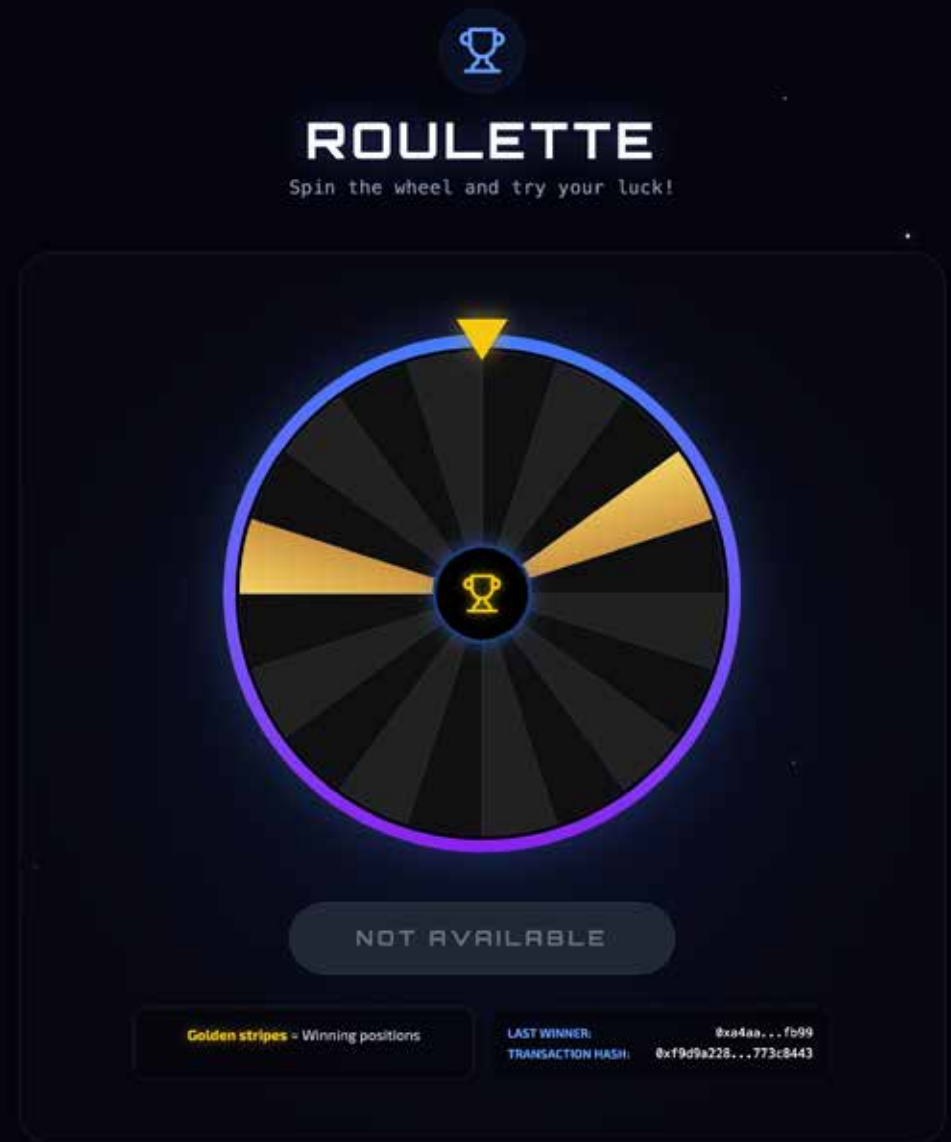 ROULETTE
Spin the wheel and try your luck!
NOT AVAILABLE
Golden stripes = Winning positions
LAST WINNER: 0xa4aa...fb99
TRANSACTION HASH: 0xf9d9a228...773c8443